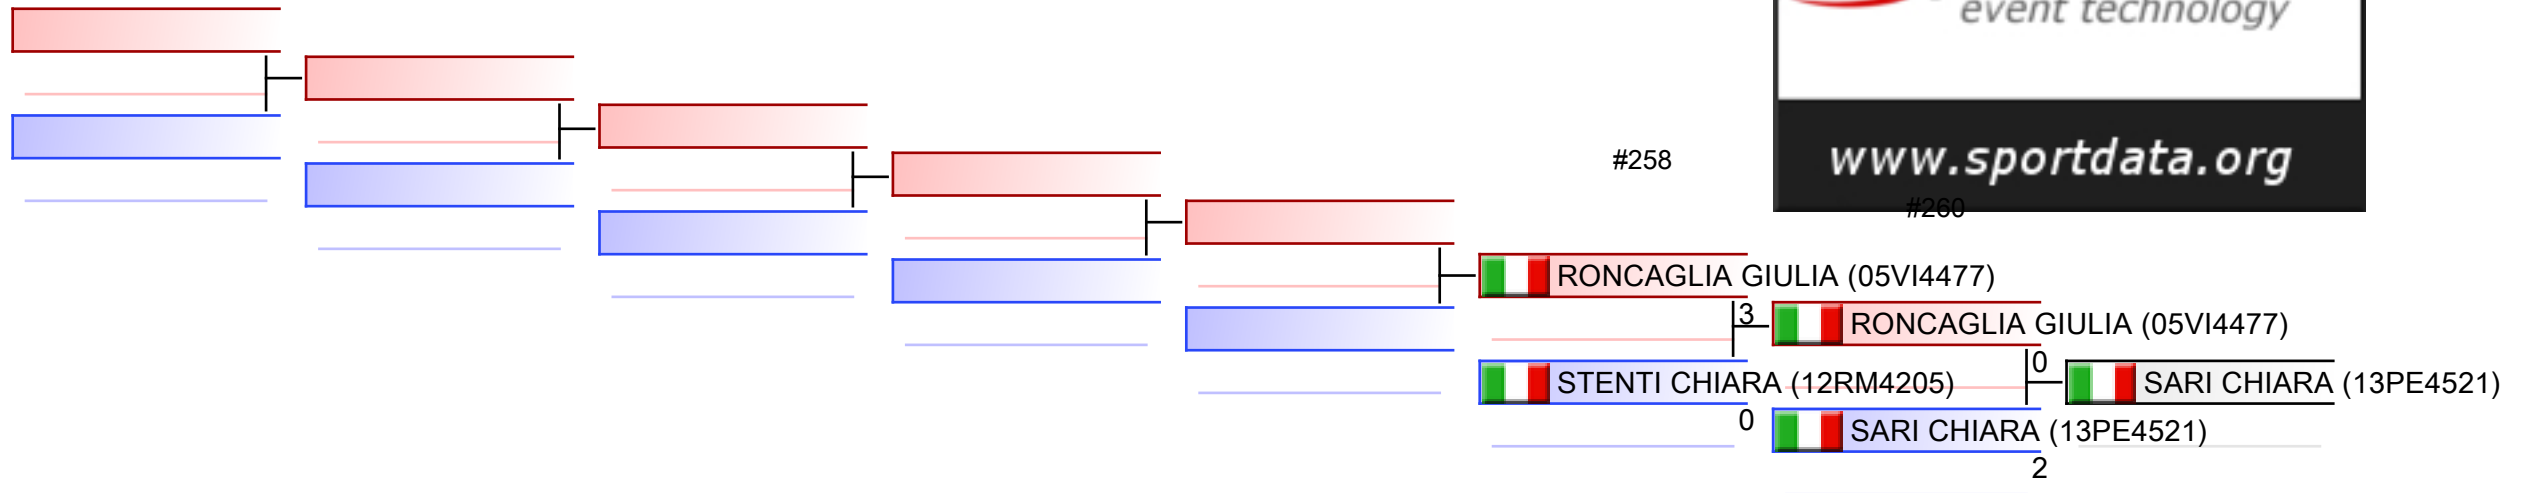 event technology
www.sportdata.org
#258
#260
RONCAGLIA GIULIA (05VI4477)
3
RONCAGLIA GIULIA (05VI4477)
STENTI CHIARA (12RM4205)
0
0
SARI CHIARA (13PE4521)
SARI CHIARA (13PE4521)
2